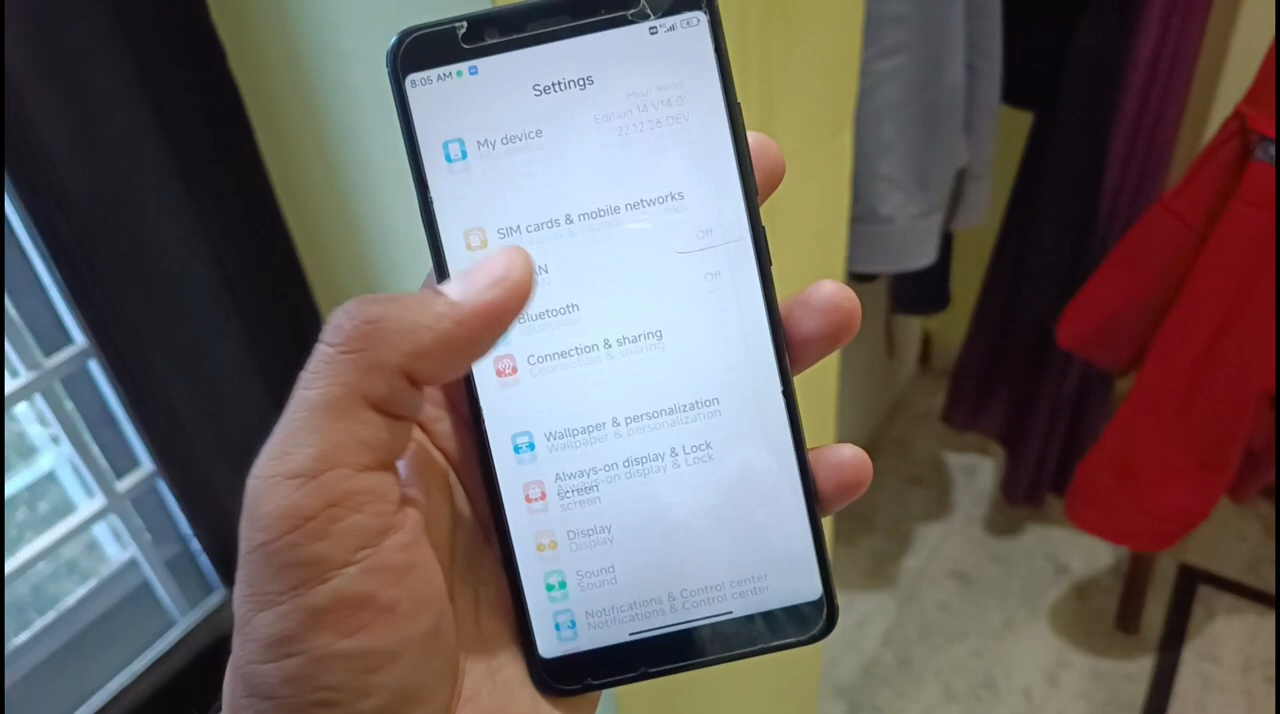 8:05 AM
Settings
My device
Edition 14 V14.0
22.12.26 DEV
SIM cards & mobile networks
Off
Bluetooth
Off
Connection & sharing
Wallpaper & personalization
Always-on display & Lock
screen
Display
Sound
Notifications & Control center